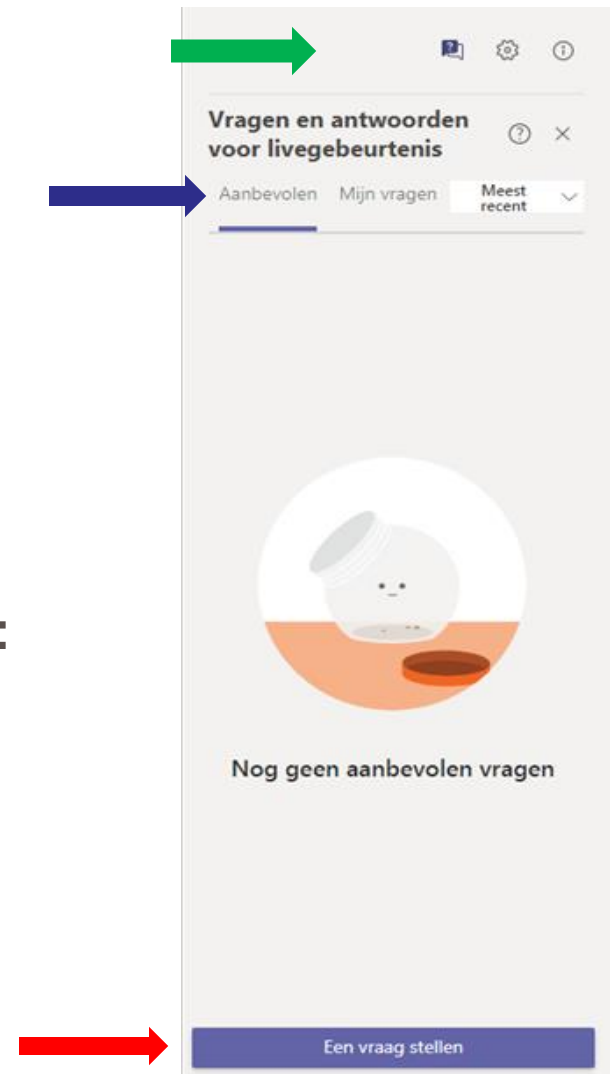 Vragen en antwoorden
voor livegebeurtenis
Aanbevolen Mijn vragen Meest
recent
:
Nog geen aanbevolen vragen
Een vraag stellen